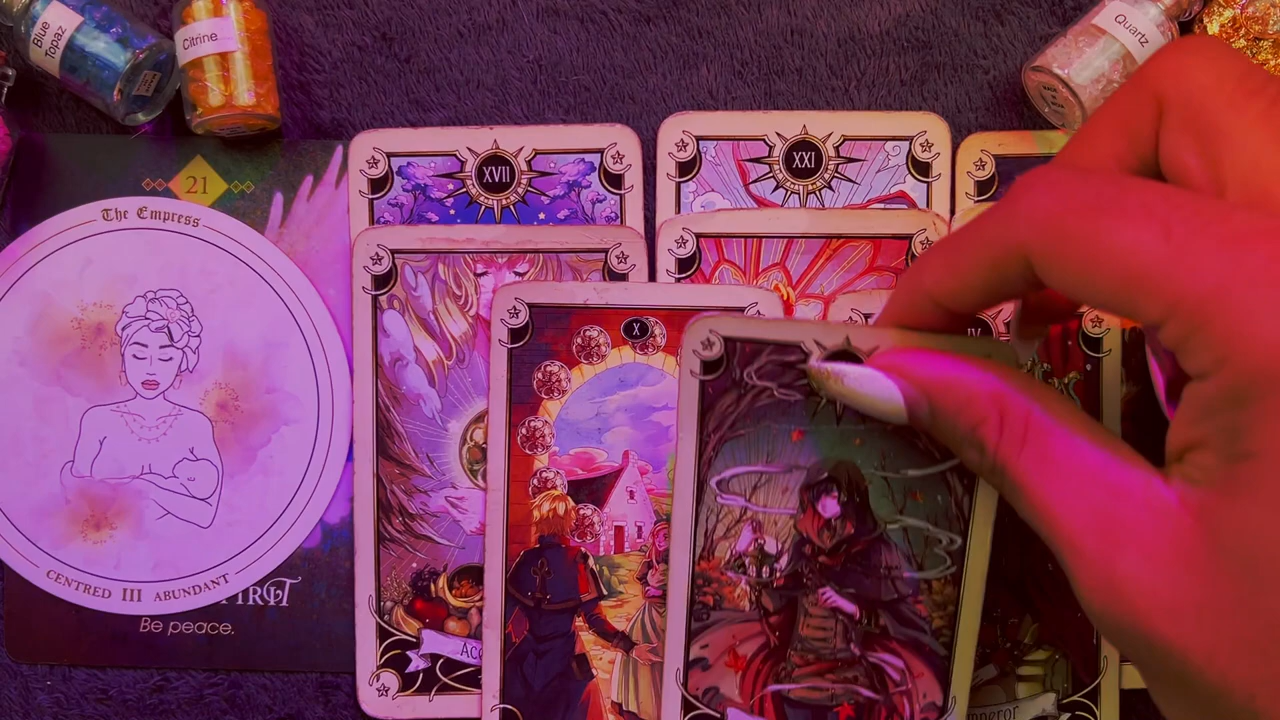 Blue
Topaz
Citrine
Quartz
21
The Empress
CENTRED III ABUNDANT
Be peace.
XVII
XXI
X
IV